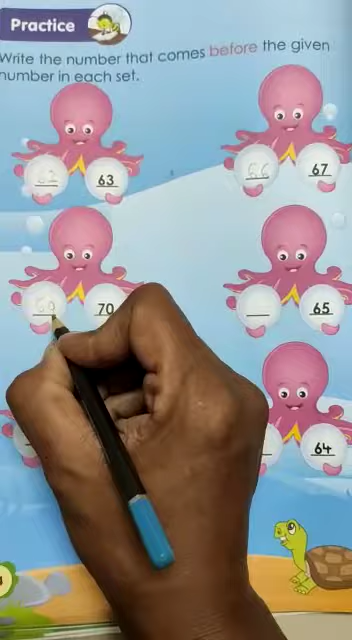 Practice
Write the number that comes before the given
number in each set.
62 63
66 67
70
65
64